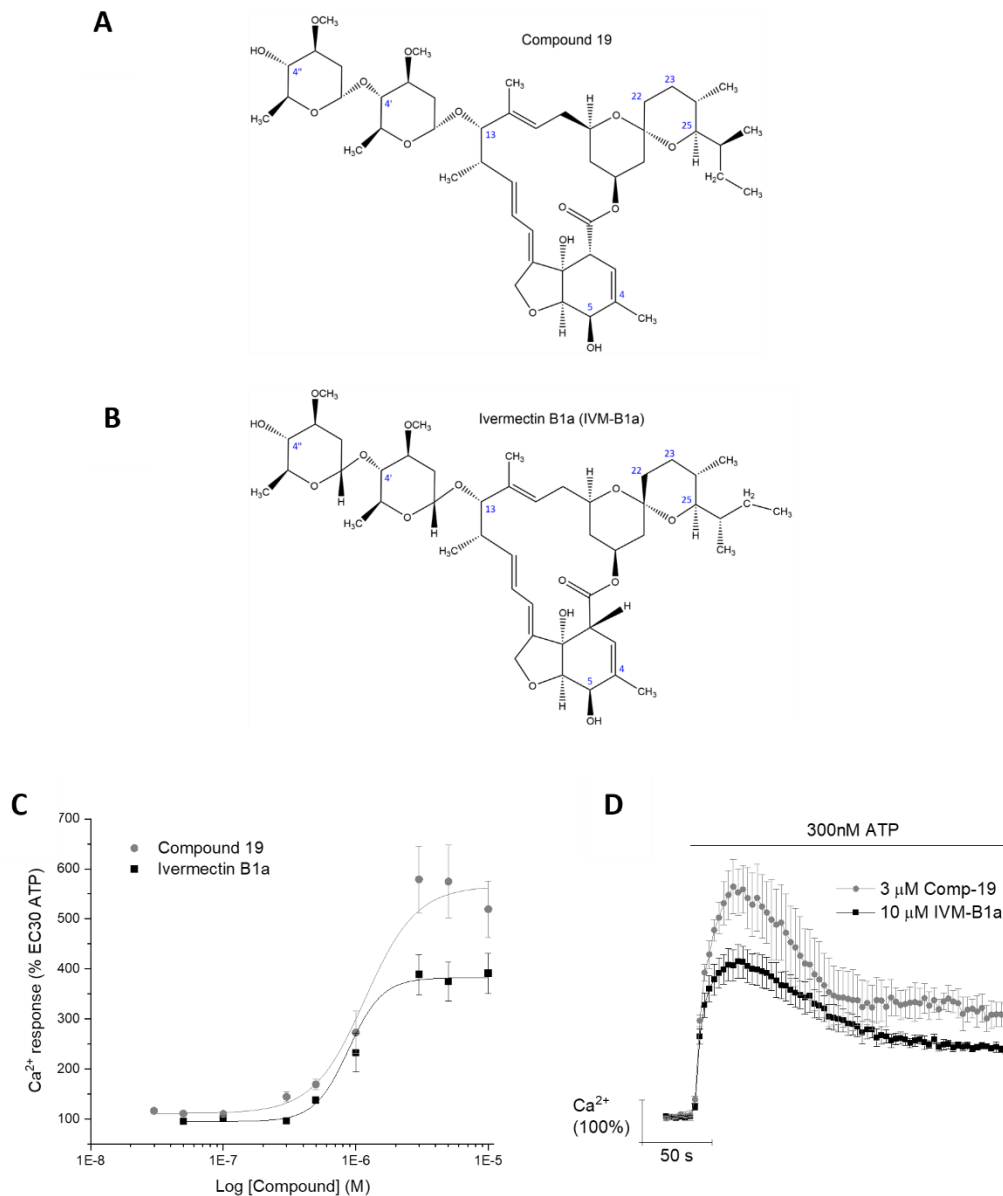 A
Compound 19
OCH₃
HO
4"
H₃C
O
O
OCH₃
4'
H₃C
O
O
13
CH₃
H₃C
H
O
22
23
CH₃
25
O
H
CH₃
H₂C
CH₃
O
O
OH
O
H
5
4
CH₃
OH
B
Ivermectin B1a (IVM-B1a)
OCH₃
HO
4"
H₃C
O
H
O
OCH₃
4'
H₃C
O
H
O
13
CH₃
H₃C
H
O
22
23
CH₃
25
O
H
H₂
C
CH₃
CH₃
O
O
H
OH
O
H
5
4
CH₃
OH
C
Compound 19
Ivermectin B1a
Ca²⁺ response (% EC30 ATP)
700
600
500
400
300
200
100
1E-8
1E-7
1E-6
1E-5
Log [Compound] (M)
D
300nM ATP
3 μM Comp-19
10 μM IVM-B1a
Ca²⁺
(100%)
50 s